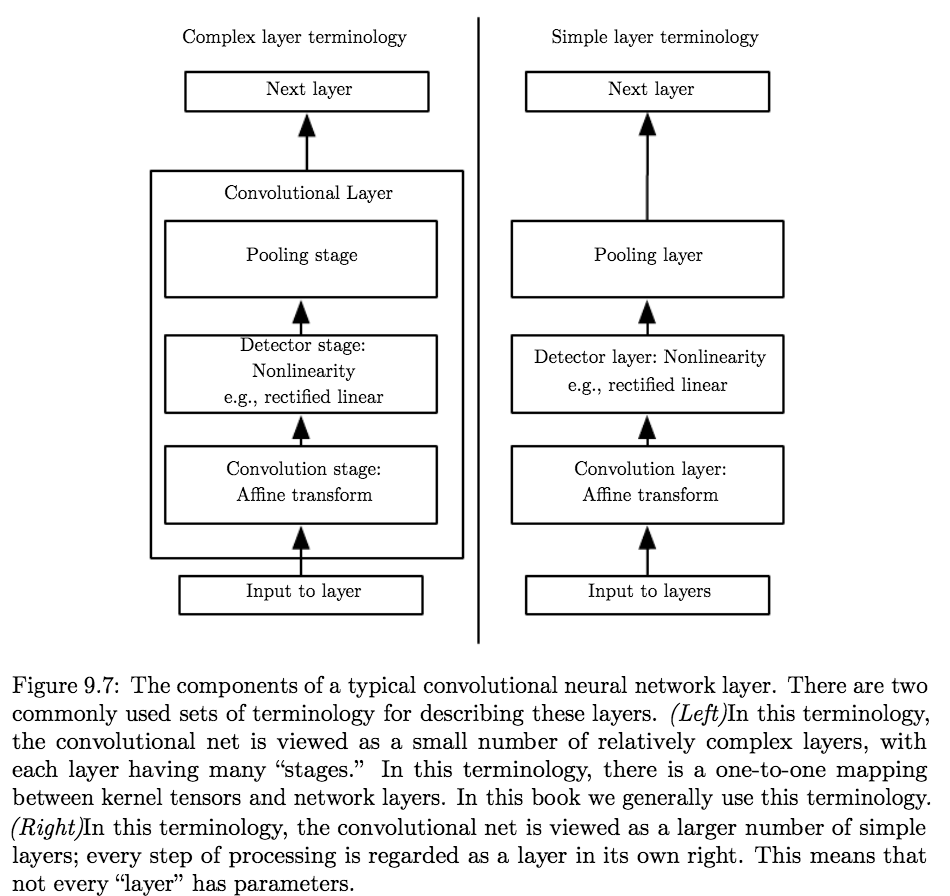 Complex layer terminology
Next layer
Convolutional Layer
Pooling stage
Detector stage:
Nonlinearity
e.g., rectified linear
Convolution stage:
Affine transform
Input to layer
Simple layer terminology
Next layer
Pooling layer
Detector layer: Nonlinearity
e.g., rectified linear
Convolution layer:
Affine transform
Input to layers
Figure 9.7: The components of a typical convolutional neural network layer. There are two
commonly used sets of terminology for describing these layers. (Left)In this terminology,
the convolutional net is viewed as a small number of relatively complex layers, with
each layer having many “stages.” In this terminology, there is a one-to-one mapping
between kernel tensors and network layers. In this book we generally use this terminology.
(Right)In this terminology, the convolutional net is viewed as a larger number of simple
layers; every step of processing is regarded as a layer in its own right. This means that
not every “layer” has parameters.